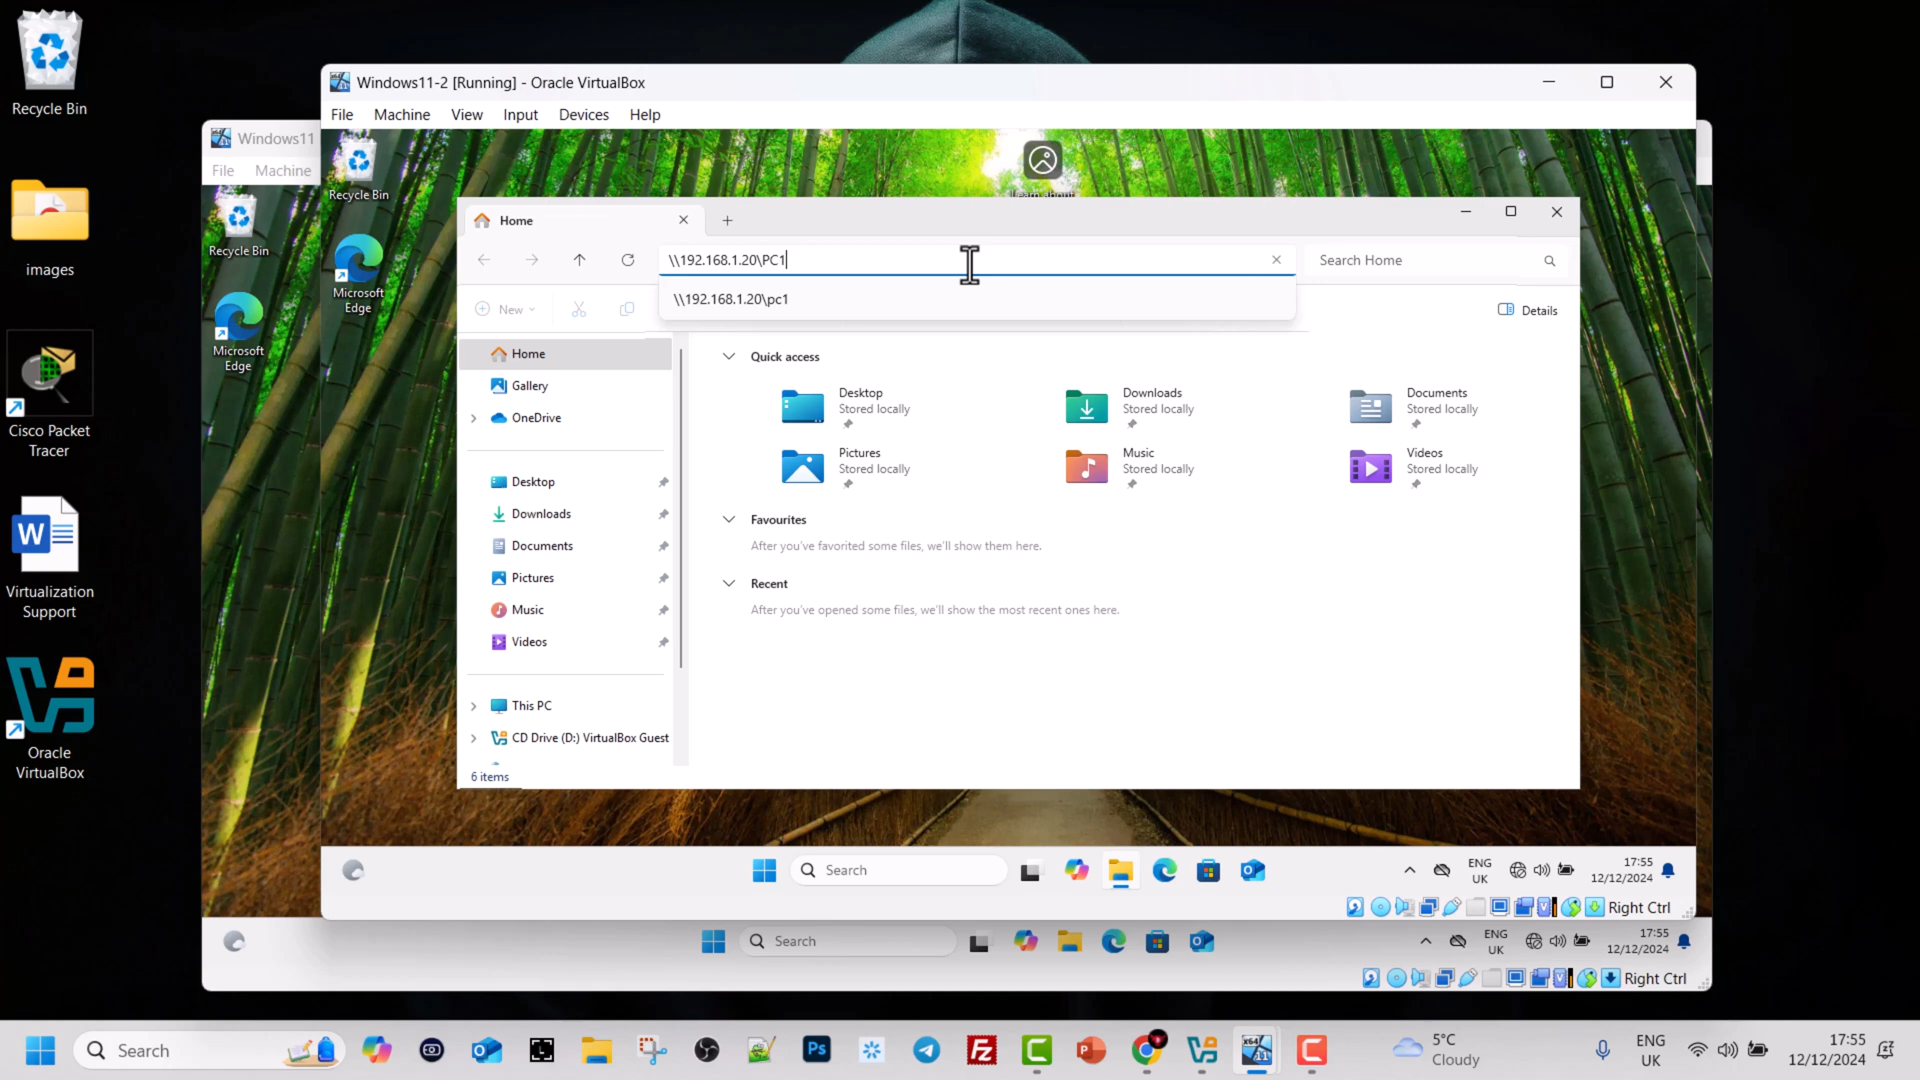 Recycle Bin
images
Cisco Packet
Tracer
Virtualization
Support
Oracle
VirtualBox
Windows11
File Machine
Recycle Bin
Microsoft
Edge
Windows11-2 [Running] - Oracle VirtualBox
File Machine View Input Devices Help
Recycle Bin
Microsoft
Edge
Learn about
Home
\\192.168.1.20\PC1
Search Home
\\192.168.1.20\pc1
New
Details
Home
Gallery
OneDrive
Desktop
Downloads
Documents
Pictures
Music
Videos
This PC
CD Drive (D:) VirtualBox Guest
6 items
Quick access
Desktop
Stored locally
Downloads
Stored locally
Documents
Stored locally
Pictures
Stored locally
Music
Stored locally
Videos
Stored locally
Favourites
After you've favorited some files, we'll show them here.
Recent
After you've opened some files, we'll show the most recent ones here.
Search
ENG
UK
17:55
12/12/2024
Right Ctrl
Search
ENG
UK
17:55
12/12/2024
Right Ctrl
Search
Ps
Fz
5°C
Cloudy
ENG
UK
17:55
12/12/2024